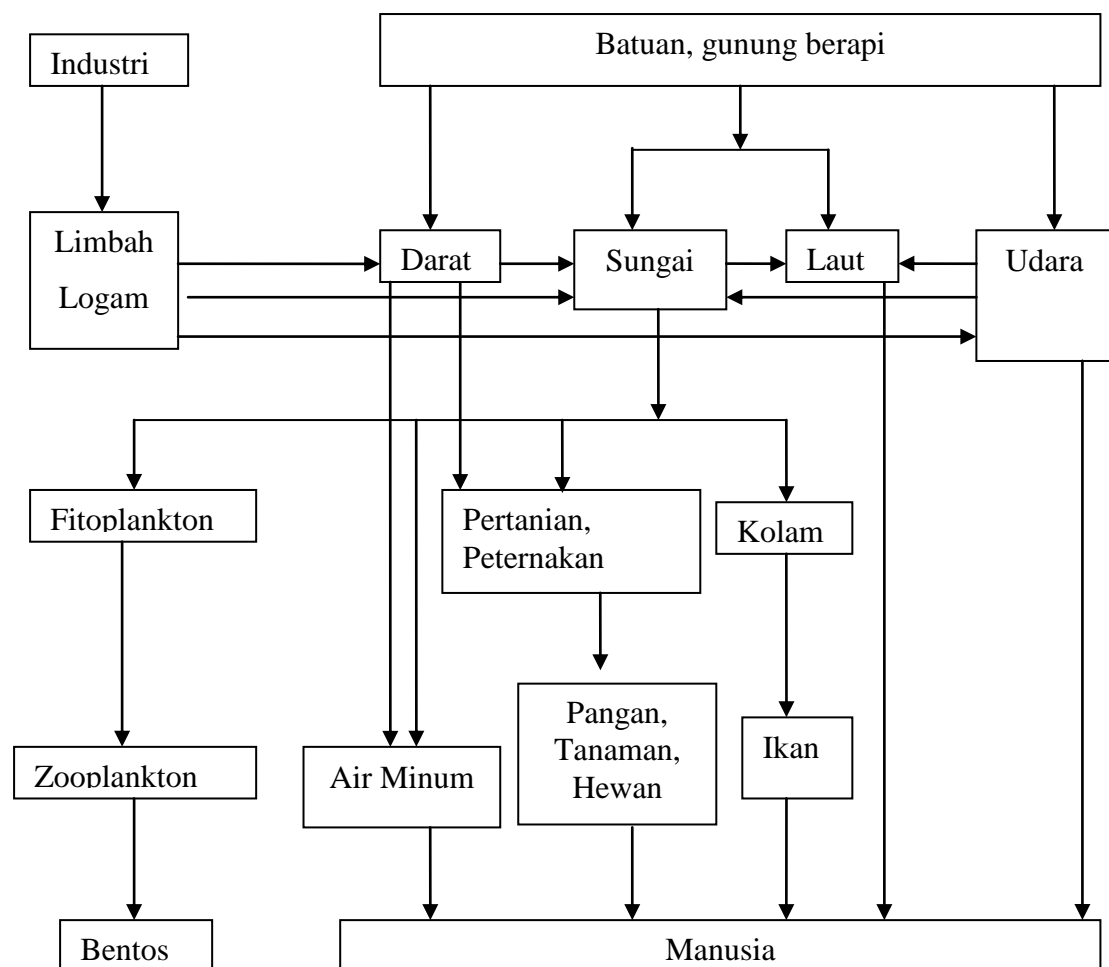 Industri
Batuan, gunung berapi
Limbah
Logam
Darat
Sungai
Laut
Udara
Fitoplankton
Pertanian,
Peternakan
Kolam
Zooplankton
Air Minum
Pangan,
Tanaman,
Hewan
Ikan
Bentos
Manusia